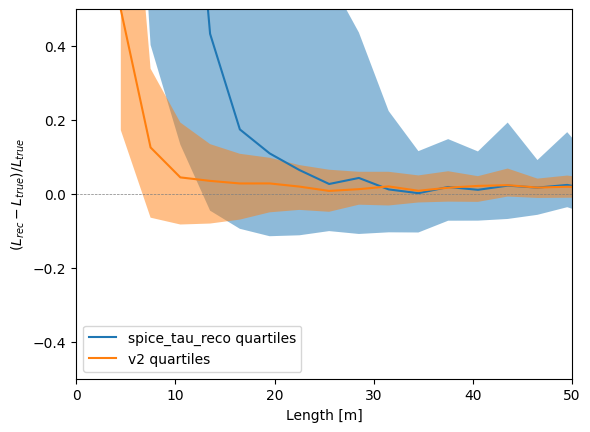 (L_rec − L_true)/L_true
0.4
0.2
0.0
−0.2
−0.4
spice_tau_reco quartiles
v2 quartiles
0 10 20 30 40 50
Length [m]